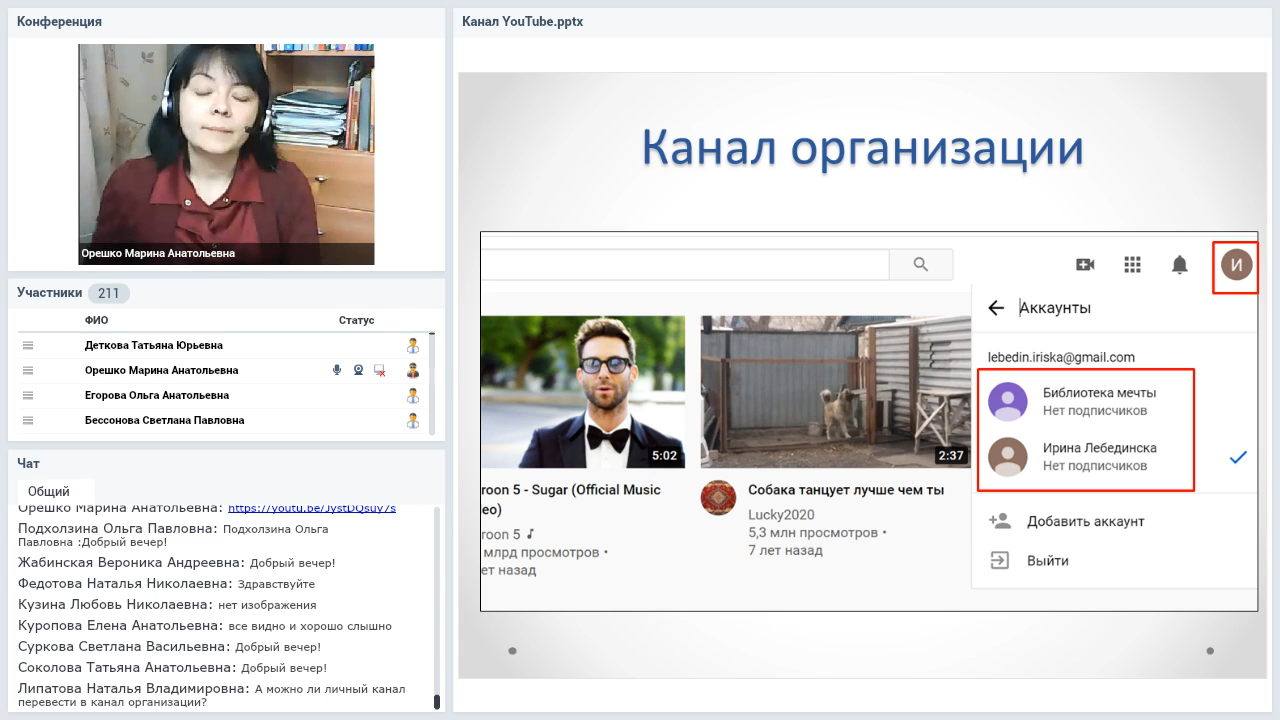 Конференция
Орешко Марина Анатольевна
Участники 211
ФИО Статус
Деткова Татьяна Юрьевна
Орешко Марина Анатольевна
Егорова Ольга Анатольевна
Бессонова Светлана Павловна
Чат
Общий
Орешко Марина Анатольевна: https://youtu.be/JystDQsuy7s
Подхолзина Ольга Павловна: Подхолзина Ольга
Павловна :Добрый вечер!
Жабинская Вероника Андреевна: Добрый вечер!
Федотова Наталья Николаевна: Здравствуйте
Кузина Любовь Николаевна: нет изображения
Куропова Елена Анатольевна: все видно и хорошо слышно
Суркова Светлана Васильевна: Добрый вечер!
Соколова Татьяна Анатольевна: Добрый вечер!
Липатова Наталья Владимировна: А можно ли личный канал
перевести в канал организации?
Канал YouTube.pptx
Канал организации
И
Аккаунты
lebedin.iriska@gmail.com
Библиотека мечты
Нет подписчиков
Ирина Лебединска
Нет подписчиков
Добавить аккаунт
Выйти
5:02
roon 5 - Sugar (Official Music
eo)
roon 5
млрд просмотров •
ет назад
2:37
Собака танцует лучше чем ты
Lucky2020
5,3 млн просмотров •
7 лет назад